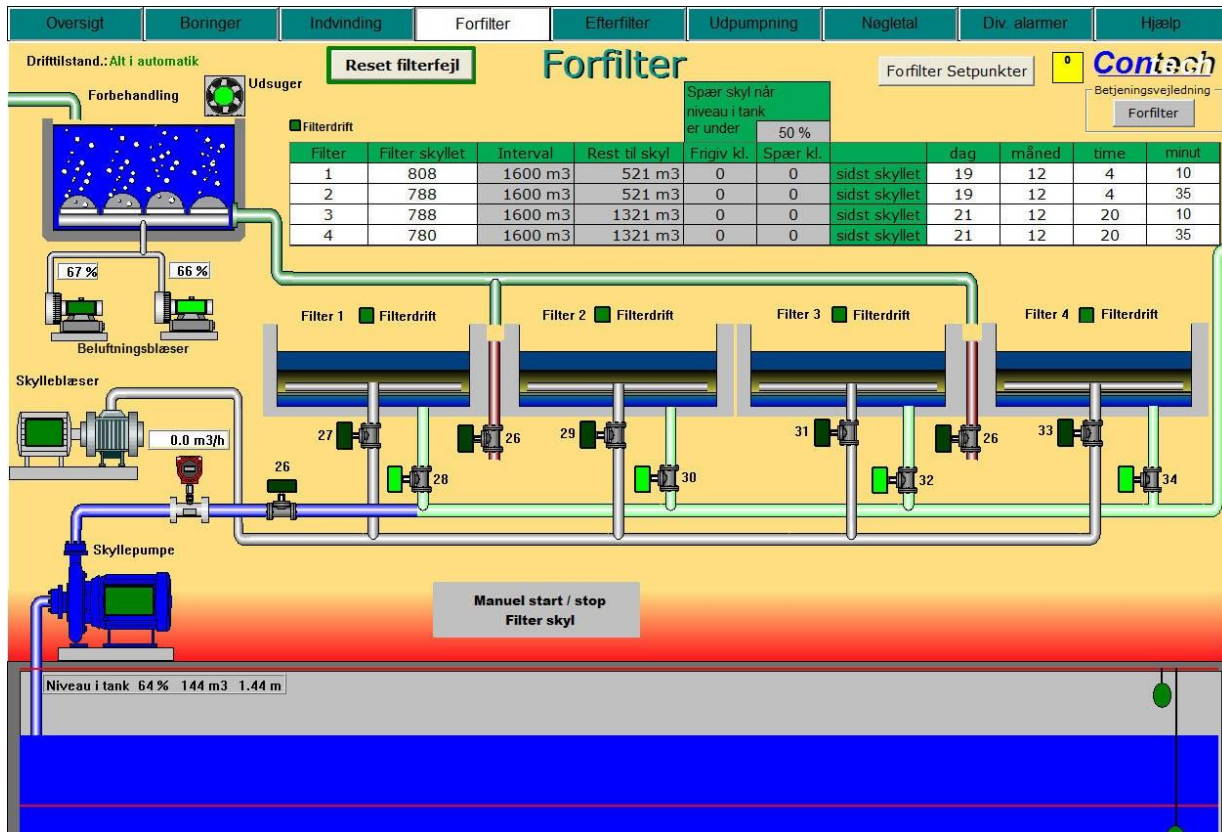 Oversigt Boringer Indvinding Forfilter Efterfilter Udpumpning Nøgletal Div. alarmer Hjælp
Drifttilstand.: Alt i automatik
Reset filterfejl
Forfilter
Forfilter Setpunkter
0
Contech
Betjeningsvejledning
Forfilter
Forbehandling
Udsuger
Spær skyl når
niveau i tank
er under 50 %
Filterdrift
Filter Filter skyllet Interval Rest til skyl Frigiv kl. Spær kl. dag måned time minut
1 808 1600 m3 521 m3 0 0 sidst skyllet 19 12 4 10
2 788 1600 m3 521 m3 0 0 sidst skyllet 19 12 4 35
3 788 1600 m3 1321 m3 0 0 sidst skyllet 21 12 20 10
4 780 1600 m3 1321 m3 0 0 sidst skyllet 21 12 20 35
67 % 66 %
Beluftningsblæser
Filter 1 Filterdrift Filter 2 Filterdrift Filter 3 Filterdrift Filter 4 Filterdrift
Skylleblæser
0.0 m3/h
27 26 29 31 26 33
26 28 30 32 34
Skyllepumpe
Manuel start / stop
Filter skyl
Niveau i tank 64 % 144 m3 1.44 m